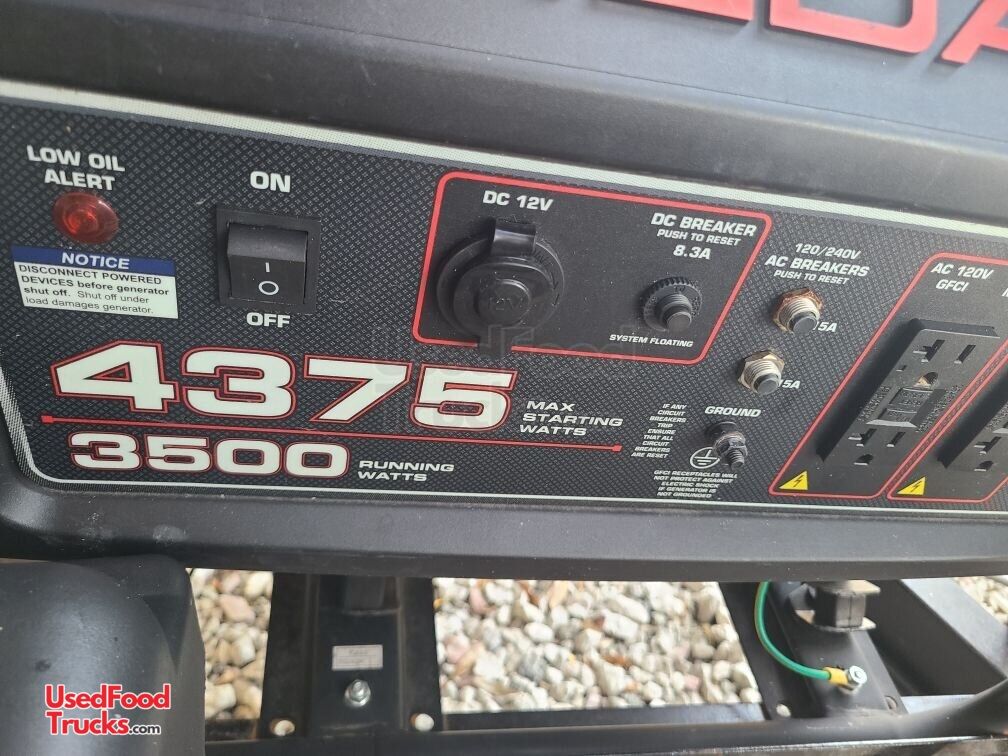 LOW OIL
ALERT
NOTICE
DISCONNECT POWERED
DEVICES before generator
shut off. Shut off under
load damages generator.
ON
OFF
DC 12V
DC BREAKER
PUSH TO RESET
8.3A
SYSTEM FLOATING
120/240V
AC BREAKERS
PUSH TO RESET
5A
5A
AC 120V
GFCI
4375
MAX
STARTING
WATTS
3500
RUNNING
WATTS
IF ANY
CIRCUIT
BREAKERS
TRIP
ENSURE
THAT ALL
CIRCUIT
BREAKERS
ARE RESET
GROUND
GFCI RECEPTACLES WILL
NOT PROTECT AGAINST
ELECTRIC SHOCK
IF GENERATOR IS
NOT GROUNDED
UsedFood
Trucks.com